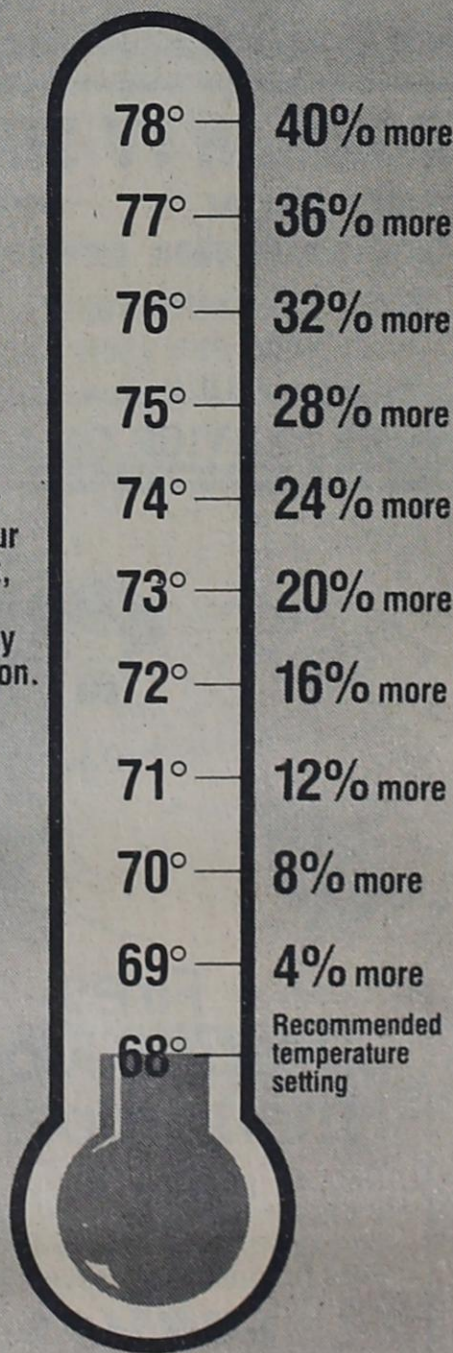 78° 40% more
77° 36% more
76° 32% more
75° 28% more
74° 24% more
73° 20% more
72° 16% more
71° 12% more
70° 8% more
69° 4% more
68° Recommended
temperature
setting